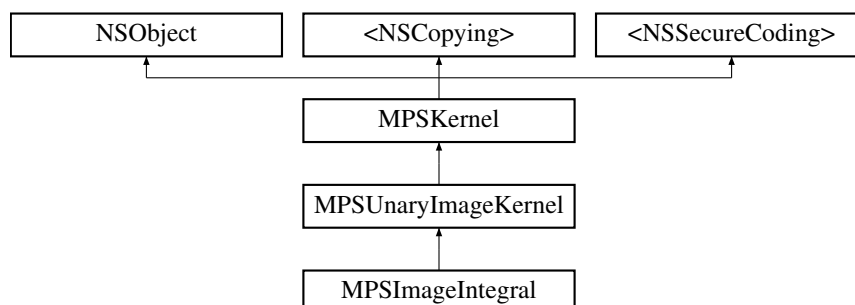 NSObject
<NSCopying>
<NSSecureCoding>
MPSKernel
MPSUnaryImageKernel
MPSImageIntegral